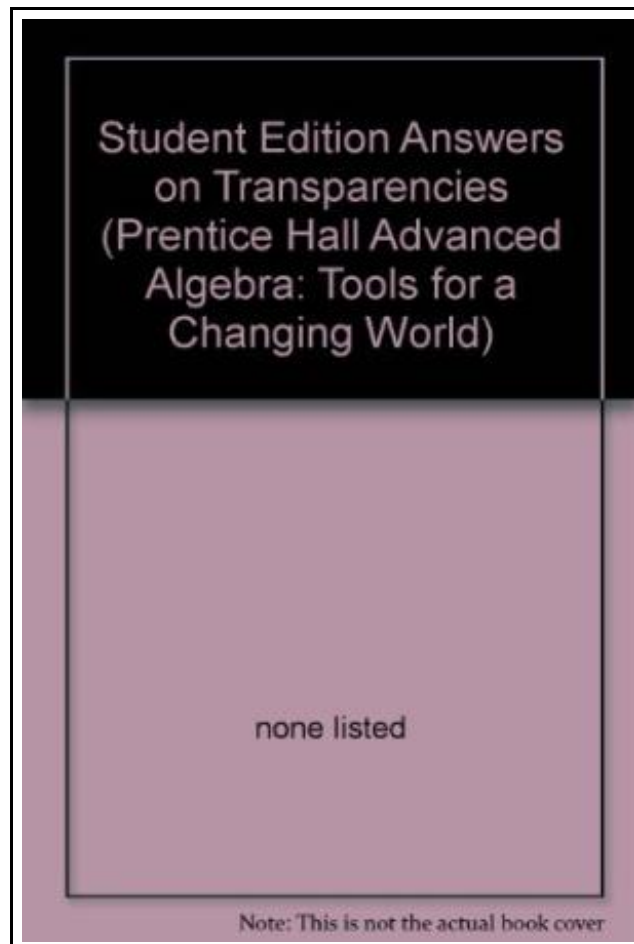 Student Edition Answers
on Transparencies
(Prentice Hall Advanced
Algebra: Tools for a
Changing World)
none listed
Note: This is not the actual book cover